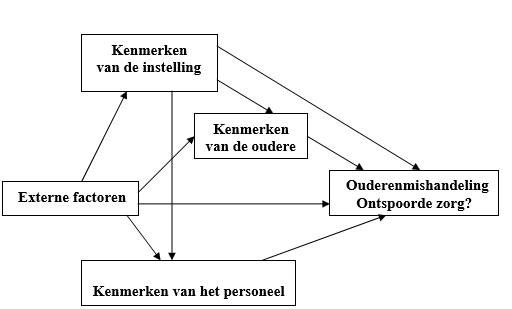 Kenmerken
van de instelling
Kenmerken
van de oudere
Externe factoren
Ouderenmishandeling
Ontspoorde zorg?
Kenmerken van het personeel